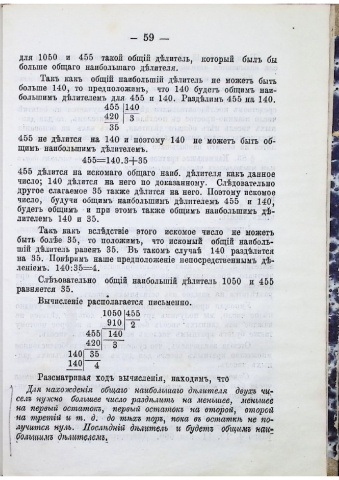 — 59 —
для 1050 и 455 такой общій дѣлитель, который былъ бы
больше общаго наибольшаго дѣлителя.
Такъ какъ общій наибольшій дѣлитель не можетъ быть
больше 140, то предположимъ, что 140 будетъ общимъ наи-
большимъ дѣлителемъ для 455 и 140. Раздѣлимъ 455 на 140.
455 | 140
420 | 3
35
455 не дѣлится на 140 и поэтому 140 не можетъ быть об-
щимъ наибольшимъ дѣлителемъ.
455=140.3+35
455 дѣлится на искомаго общаго наиб. дѣлителя какъ данное
число; 140 дѣлится на него по доказанному. Слѣдовательно
другое слагаемое 35 также дѣлится на него. Поэтому искомое
число, будучи общимъ наибольшимъ дѣлителемъ 455 и 140,
будетъ общимъ и при этомъ также общимъ наибольшимъ дѣ-
лителемъ 140 и 35.
Такъ какъ вслѣдствіе этого искомое число не можетъ
быть болѣе 35, то положимъ, что искомый общій наиболь-
шій дѣлитель равенъ 35. Въ такомъ случаѣ 140 раздѣлится
на 35. Повѣримъ наше предположеніе непосредственнымъ дѣ-
леніемъ. 140:35=4.
Слѣдовательно общій наибольшій дѣлитель 1050 и 455
равняется 35.
Вычисленіе располагается письменно.
1050 | 455
910 | 2
455 | 140
420 | 3
140 | 35
140 | 4
Разсматривая ходъ вычисленія, находимъ, что
Для нахожденія общаго наибольшаго дѣлителя двухъ чи-
селъ нужно большее число раздѣлить на меньшее, меньшее
на первый остатокъ, первый остатокъ на второй, второй
на третій и т. д. до тѣхъ поръ, пока въ остаткѣ не по-
лучится нуль. Послѣдній дѣлитель и будетъ общимъ наи-
большимъ дѣлителемъ.